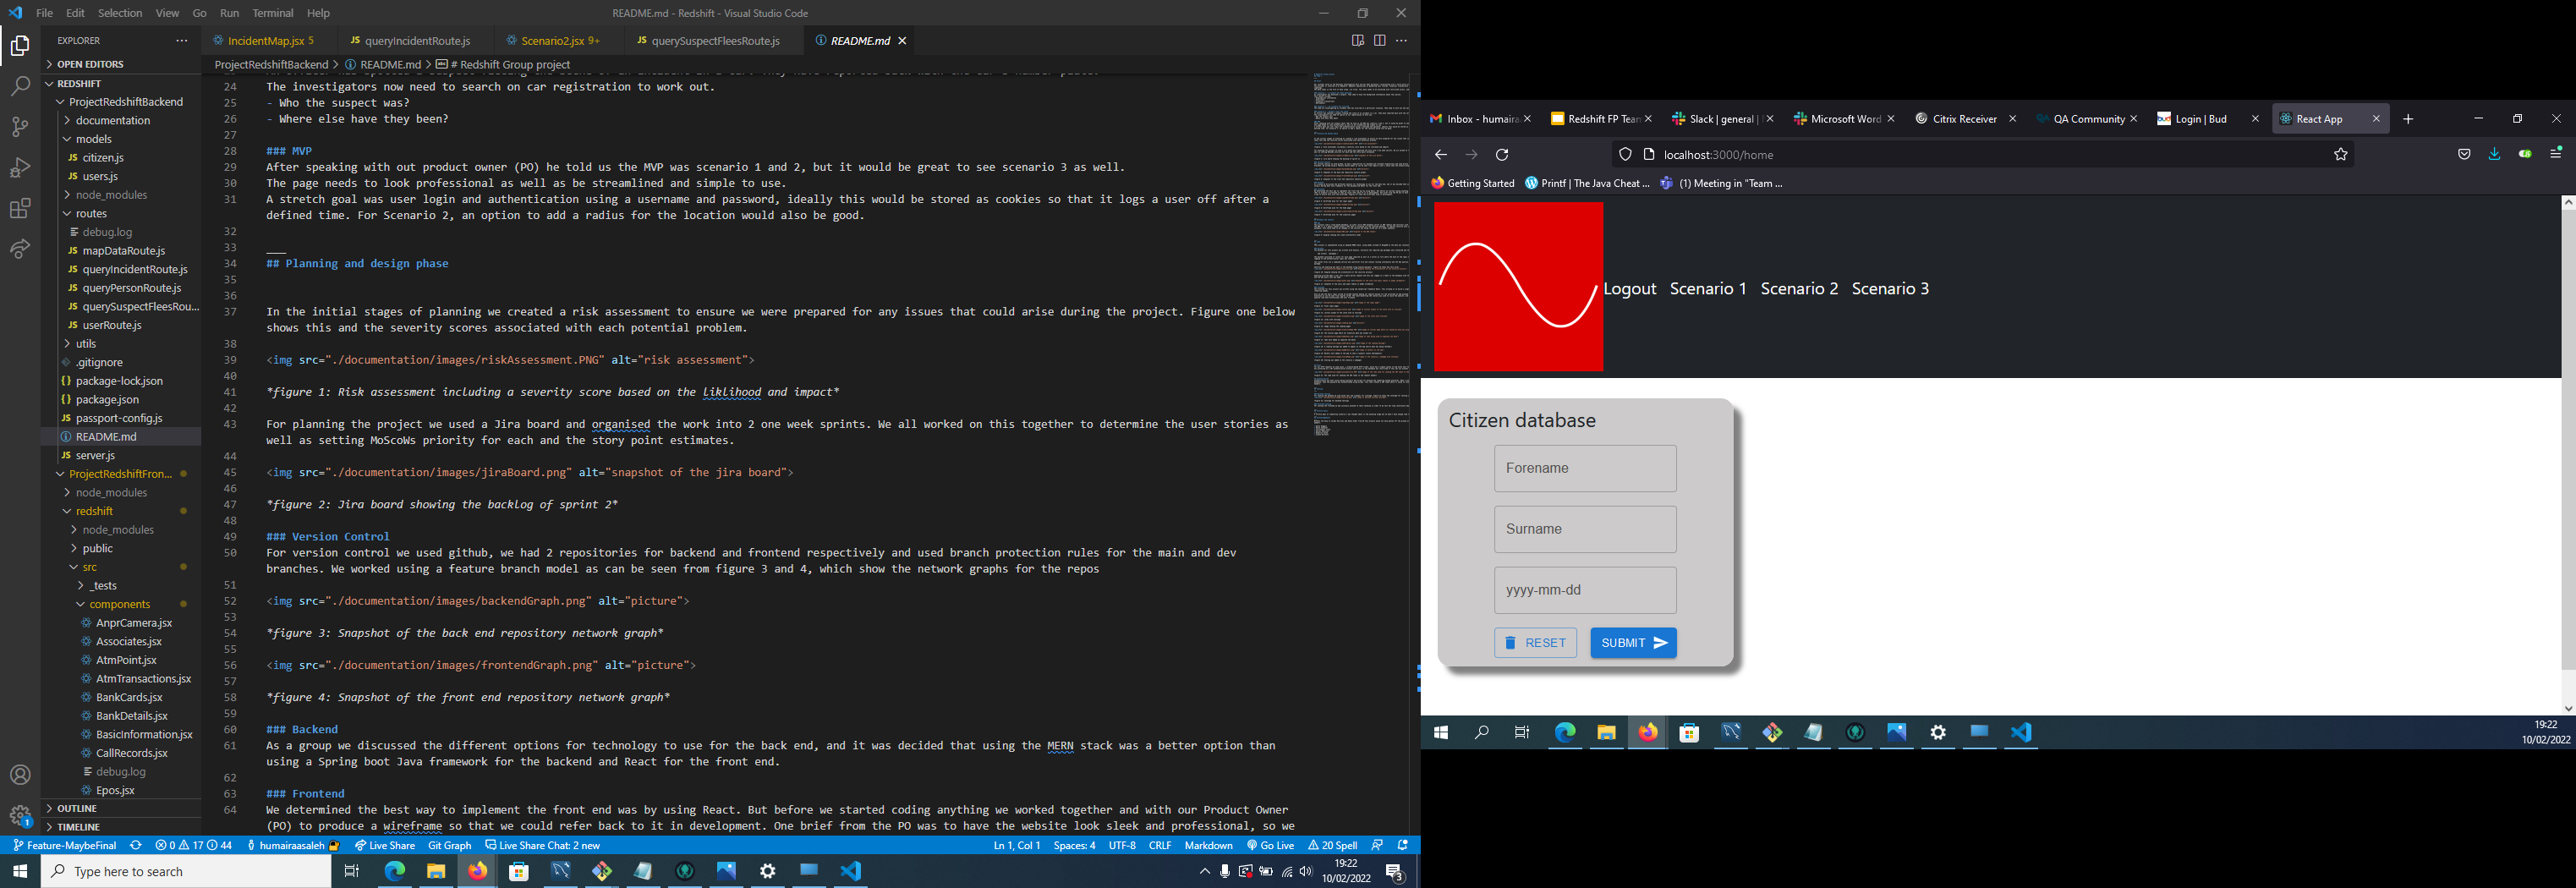 File Edit Selection View Go Run Terminal Help
README.md - Redshift - Visual Studio Code
EXPLORER
OPEN EDITORS
REDSHIFT
ProjectRedshiftBackend
documentation
models
citizen.js
users.js
node_modules
routes
debug.log
mapDataRoute.js
queryIncidentRoute.js
queryPersonRoute.js
querySuspectFleesRou...
userRoute.js
utils
.gitignore
package-lock.json
package.json
passport-config.js
README.md
server.js
ProjectRedshiftFron...
node_modules
redshift
node_modules
public
src
_tests
components
AnprCamera.jsx
Associates.jsx
AtmPoint.jsx
AtmTransactions.jsx
BankCards.jsx
BankDetails.jsx
BasicInformation.jsx
CallRecords.jsx
debug.log
Epos.jsx
OUTLINE
TIMELINE
IncidentMap.jsx 5
queryIncidentRoute.js
Scenario2.jsx 9+
querySuspectFleesRoute.js
README.md
ProjectRedshiftBackend > README.md > # Redshift Group project
24 The investigators now need to search on car registration to work out.
25 - Who the suspect was?
26 - Where else have they been?
27
28 ### MVP
29 After speaking with out product owner (PO) he told us the MVP was scenario 1 and 2, but it would be great to see scenario 3 as well.
30 The page needs to look professional as well as be streamlined and simple to use.
31 A stretch goal was user login and authentication using a username and password, ideally this would be stored as cookies so that it logs a user off after a
defined time. For Scenario 2, an option to add a radius for the location would also be good.
32
33 ___
34 ## Planning and design phase
35
36
37 In the initial stages of planning we created a risk assessment to ensure we were prepared for any issues that could arise during the project. Figure one below
shows this and the severity scores associated with each potential problem.
38
39 <img src="./documentation/images/riskAssessment.PNG" alt="risk assessment">
40
41 *figure 1: Risk assessment including a severity score based on the liklihood and impact*
42
43 For planning the project we used a Jira board and organised the work into 2 one week sprints. We all worked on this together to determine the user stories as
well as setting MoScoWs priority for each and the story point estimates.
44
45 <img src="./documentation/images/jiraBoard.png" alt="snapshot of the jira board">
46
47 *figure 2: Jira board showing the backlog of sprint 2*
48
49 ### Version Control
50 For version control we used github, we had 2 repositories for backend and frontend respectively and used branch protection rules for the main and dev
branches. We worked using a feature branch model as can be seen from figure 3 and 4, which show the network graphs for the repos
51
52 <img src="./documentation/images/backendGraph.png" alt="picture">
53
54 *figure 3: Snapshot of the back end repository network graph*
55
56 <img src="./documentation/images/frontendGraph.png" alt="picture">
57
58 *figure 4: Snapshot of the front end repository network graph*
59
60 ### Backend
61 As a group we discussed the different options for technology to use for the back end, and it was decided that using the MERN stack was a better option than
using a Spring boot Java framework for the backend and React for the front end.
62
63 ### Frontend
64 We determined the best way to implement the front end was by using React. But before we started coding anything we worked together and with our Product Owner
(PO) to produce a wireframe so that we could refer back to it in development. One brief from the PO was to have the website look sleek and professional, so we
1
Feature-MaybeFinal 0 17 44 humairaasaleh Live Share Git Graph Live Share Chat: 2 new
Ln 1, Col 1 Spaces: 4 UTF-8 CRLF Markdown Go Live 20 Spell
Type here to search
19:22
10/02/2022
3
Inbox - humaira
Redshift FP Team
Slack | general |
Microsoft Word
Citrix Receiver
QA Community
Login | Bud
React App
localhost:3000/home
Getting Started
Printf | The Java Cheat ...
(1) Meeting in "Team ...
Logout Scenario 1 Scenario 2 Scenario 3
Citizen database
Forename
Surname
yyyy-mm-dd
RESET
SUBMIT
19:22
10/02/2022